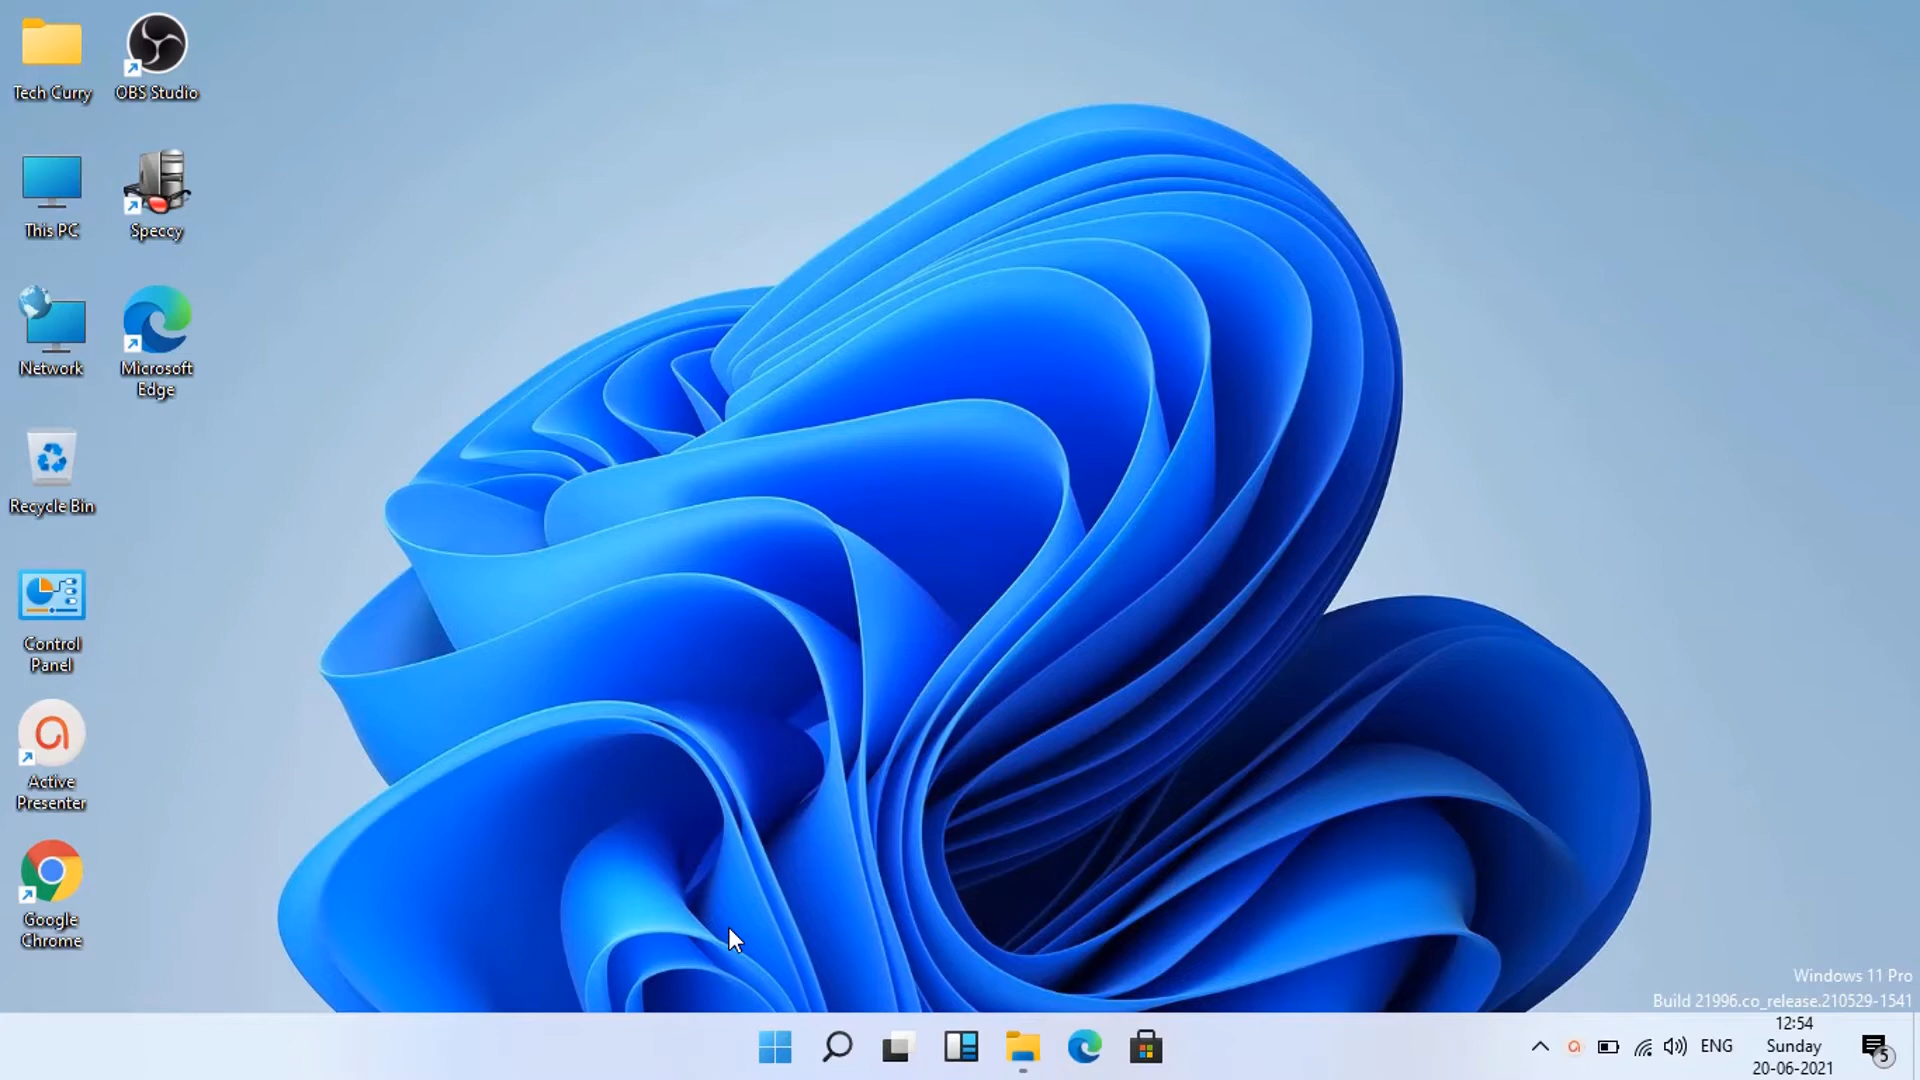 Tech Curry
OBS Studio
This PC
Speccy
Network
Microsoft
Edge
Recycle Bin
Control
Panel
Active
Presenter
Google
Chrome
Windows 11 Pro
Build 21996.co_release.210529-1541
ENG
12:54
Sunday
20-06-2021
5